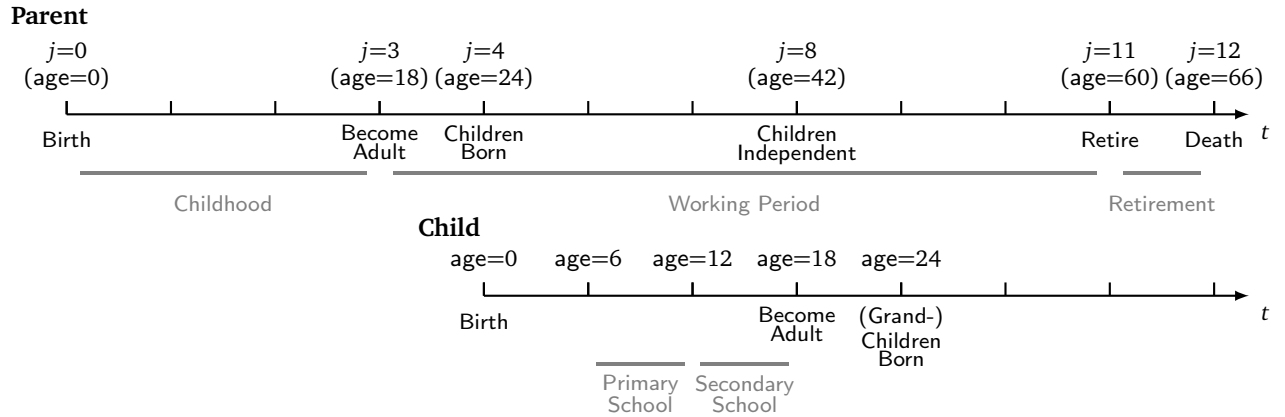 Parent
j=0 j=3 j=4 j=8 j=11 j=12
(age=0) (age=18) (age=24) (age=42) (age=60) (age=66)
Birth Become Adult Children Born Children Independent Retire Death t
Childhood Working Period Retirement
Child
age=0 age=6 age=12 age=18 age=24
Birth Become Adult (Grand-) Children Born t
Primary School Secondary School